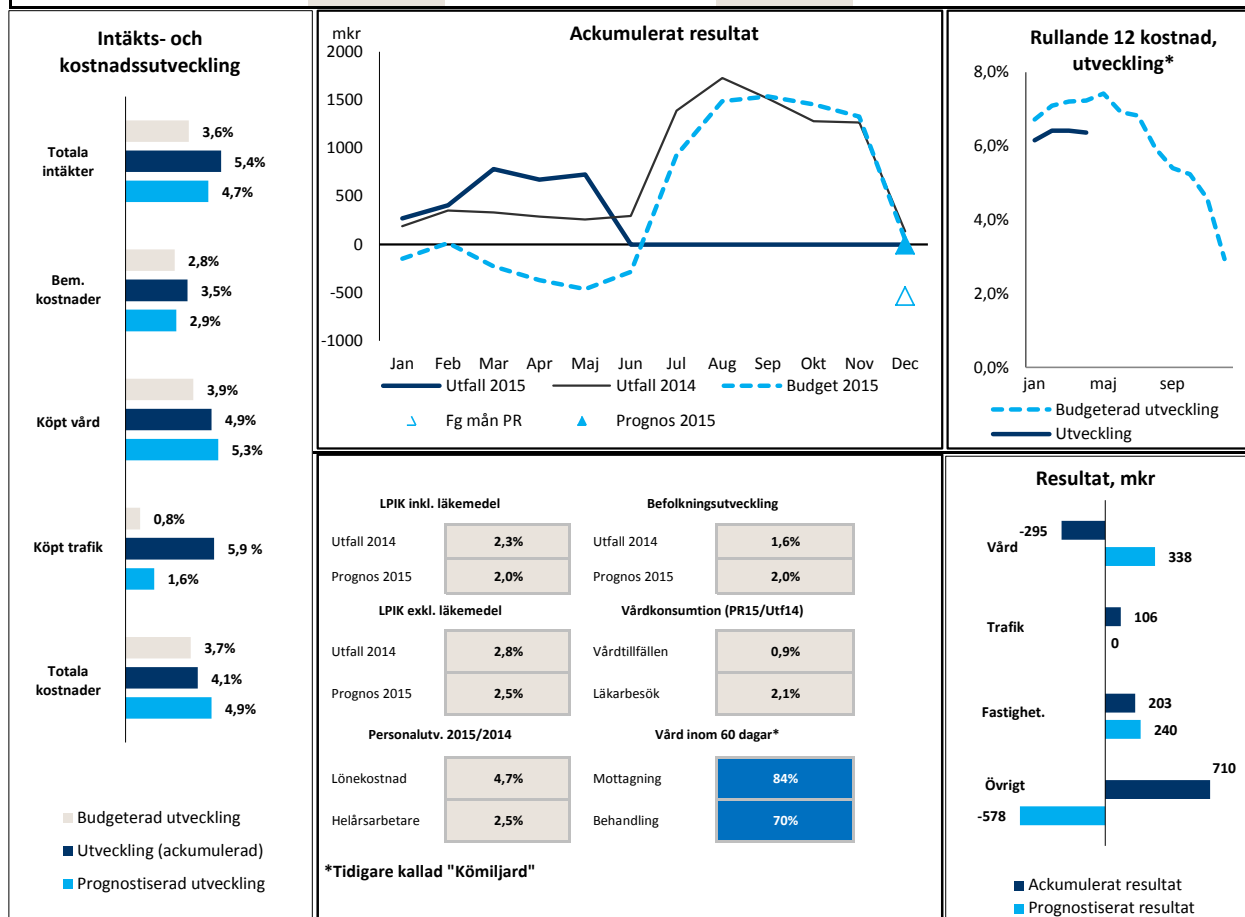 Intäkts- och
kostnadssutveckling
Totala
intäkter
3,6%
5,4%
4,7%
Bem.
kostnader
2,8%
3,5%
2,9%
Köpt vård
3,9%
4,9%
5,3%
Köpt trafik
0,8%
5,9 %
1,6%
Totala
kostnader
3,7%
4,1%
4,9%
Budgeterad utveckling
Utveckling (ackumulerad)
Prognostiserad utveckling
mkr
Ackumulerat resultat
2000
1500
1000
500
0
-500
-1000
Jan Feb Mar Apr Maj Jun Jul Aug Sep Okt Nov Dec
Utfall 2015 Utfall 2014 Budget 2015
Fg mån PR Prognos 2015
Rullande 12 kostnad,
utveckling*
8,0%
6,0%
4,0%
2,0%
0,0%
jan maj sep
Budgeterad utveckling
Utveckling
LPIK inkl. läkemedel
Utfall 2014 2,3%
Prognos 2015 2,0%
LPIK exkl. läkemedel
Utfall 2014 2,8%
Prognos 2015 2,5%
Personalutv. 2015/2014
Lönekostnad 4,7%
Helårsarbetare 2,5%
Befolkningsutveckling
Utfall 2014 1,6%
Prognos 2015 2,0%
Vårdkonsumtion (PR15/Utf14)
Vårdtillfällen 0,9%
Läkarbesök 2,1%
Vård inom 60 dagar*
Mottagning 84%
Behandling 70%
*Tidigare kallad "Kömiljard"
Resultat, mkr
Vård
-295
338
Trafik
106
0
Fastighet.
203
240
Övrigt
710
-578
Ackumulerat resultat
Prognostiserat resultat